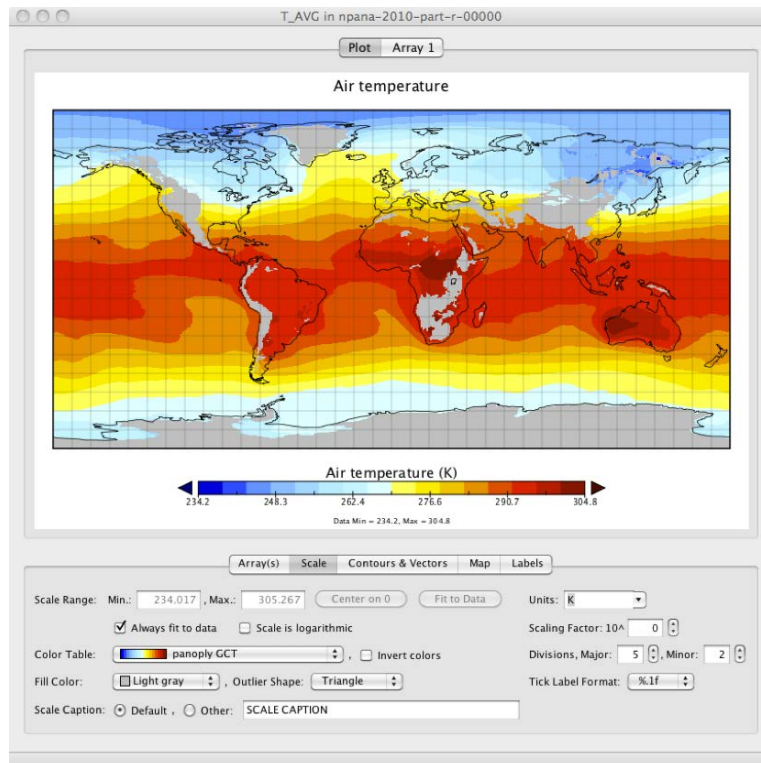 T_AVG in npana-2010-part-r-00000
Plot Array 1
Air temperature
Air temperature (K)
234.2 248.3 262.4 276.6 290.7 304.8
Data Min = 234.2, Max = 304.8
Array(s) Scale Contours & Vectors Map Labels
Scale Range: Min.: 234.017 , Max.: 305.267 Center on 0 Fit to Data Units: K
Always fit to data Scale is logarithmic Scaling Factor: 10^ 0
Color Table: panoply GCT , Invert colors Divisions, Major: 5 , Minor: 2
Fill Color: Light gray , Outlier Shape: Triangle Tick Label Format: %.1f
Scale Caption: Default , Other: SCALE CAPTION